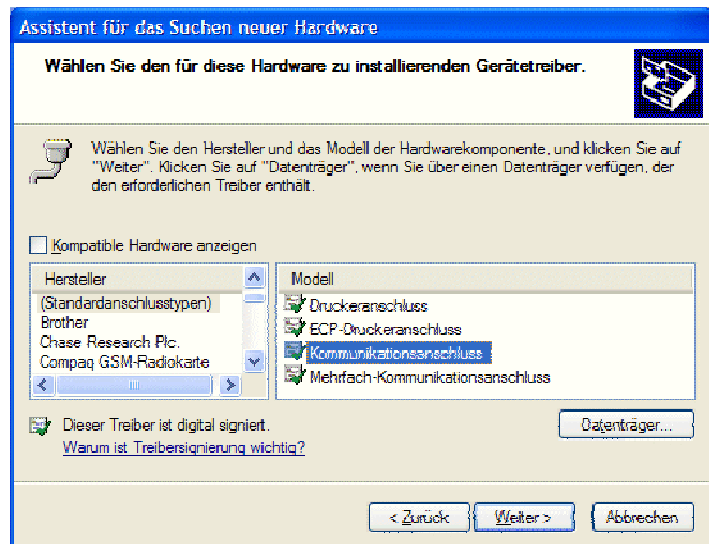 Assistent für das Suchen neuer Hardware
Wählen Sie den für diese Hardware zu installierenden Gerätetreiber.
Wählen Sie den Hersteller und das Modell der Hardwarekomponente, und klicken Sie auf
"Weiter". Klicken Sie auf "Datenträger", wenn Sie über einen Datenträger verfügen, der
den erforderlichen Treiber enthält.
Kompatible Hardware anzeigen
Hersteller
(Standardanschlusstypen)
Brother
Chase Research Plc.
Compaq GSM-Radiokarte
Modell
Druckeranschluss
ECP-Druckeranschluss
Kommunikationsanschluss
Mehrfach-Kommunikationsanschluss
Dieser Treiber ist digital signiert.
Warum ist Treibersignierung wichtig?
Datenträger...
< Zurück
Weiter >
Abbrechen